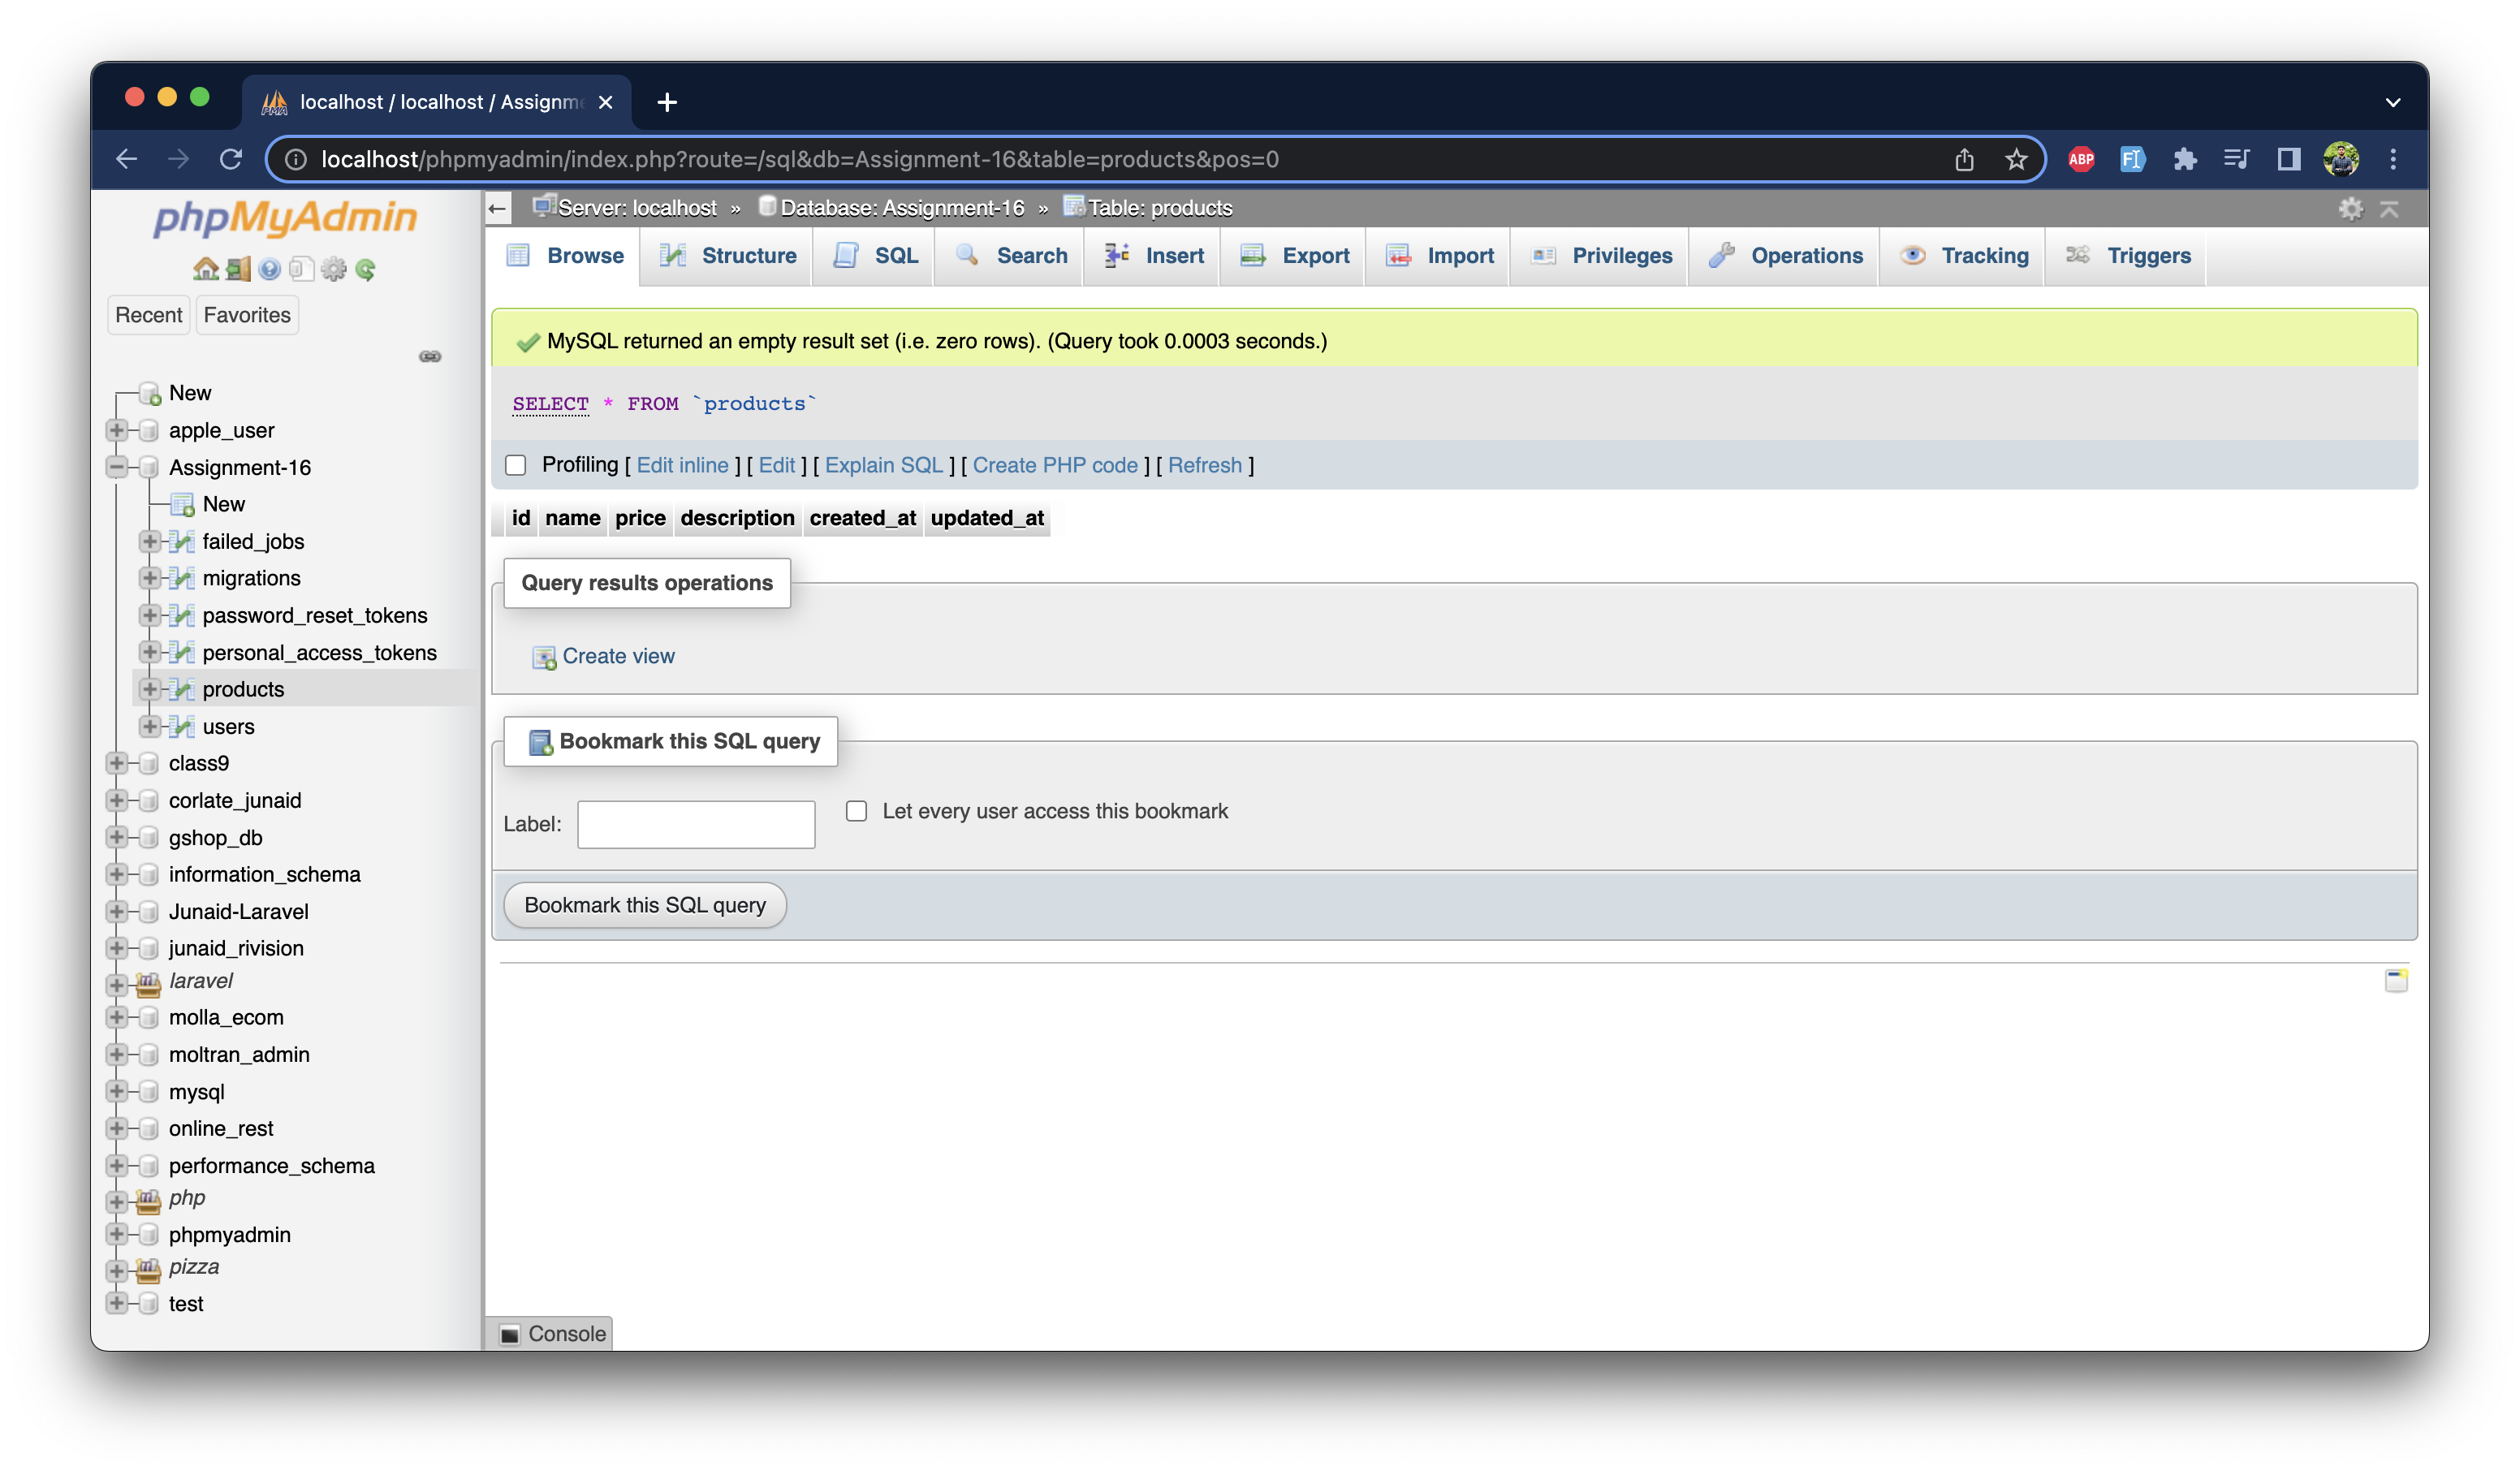 localhost / localhost / Assignm
localhost/phpmyadmin/index.php?route=/sql&db=Assignment-16&table=products&pos=0
ABP
phpMyAdmin
Recent
Favorites
New
apple_user
Assignment-16
New
failed_jobs
migrations
password_reset_tokens
personal_access_tokens
products
users
class9
corlate_junaid
gshop_db
information_schema
Junaid-Laravel
junaid_rivision
laravel
molla_ecom
moltran_admin
mysql
online_rest
performance_schema
php
phpmyadmin
pizza
test
Server: localhost » Database: Assignment-16 » Table: products
Browse Structure SQL Search Insert Export Import Privileges Operations Tracking Triggers
MySQL returned an empty result set (i.e. zero rows). (Query took 0.0003 seconds.)
SELECT * FROM `products`
Profiling [ Edit inline ] [ Edit ] [ Explain SQL ] [ Create PHP code ] [ Refresh ]
id name price description created_at updated_at
Query results operations
Create view
Bookmark this SQL query
Label:
Let every user access this bookmark
Bookmark this SQL query
Console